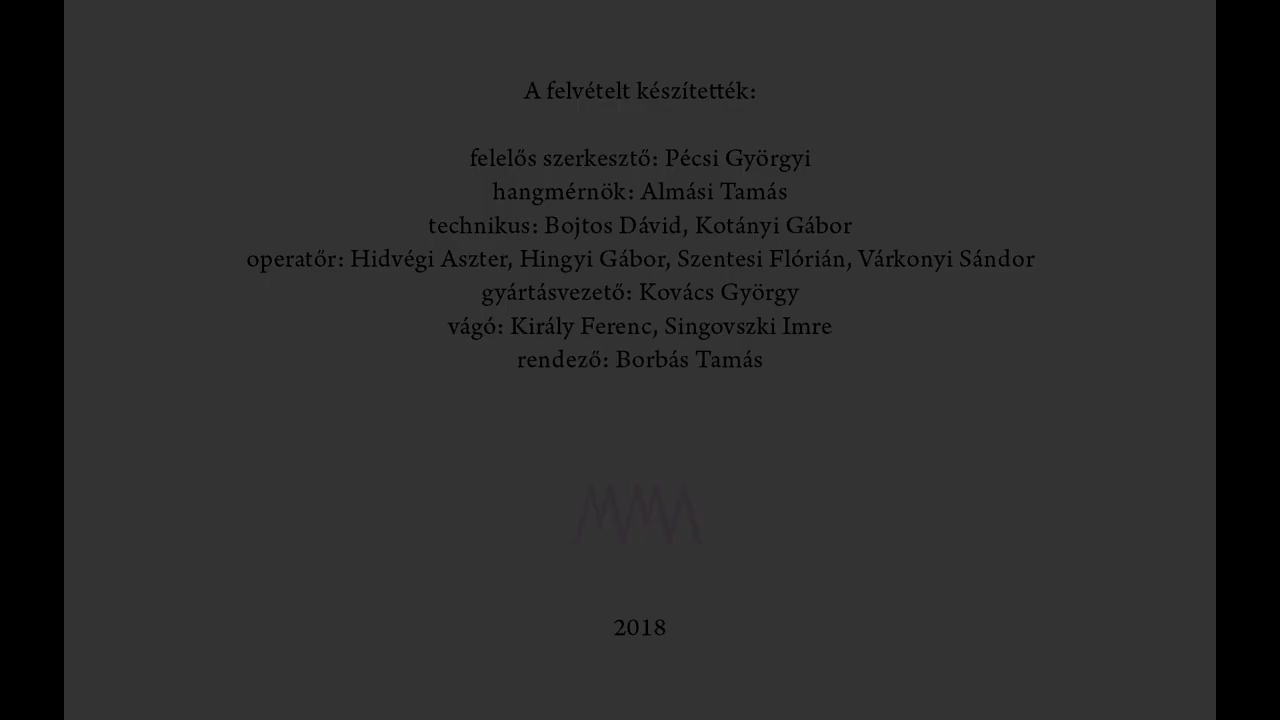 A felvételt készítették:
felelős szerkesztő: Pécsi Györgyi
hangmérnök: Almási Tamás
technikus: Bojtos Dávid, Kotányi Gábor
operatőr: Hidvégi Aszter, Hingyi Gábor, Szentesi Flórián, Várkonyi Sándor
gyártásvezető: Kovács György
vágó: Király Ferenc, Singovszki Imre
rendező: Borbás Tamás
MMA
2018